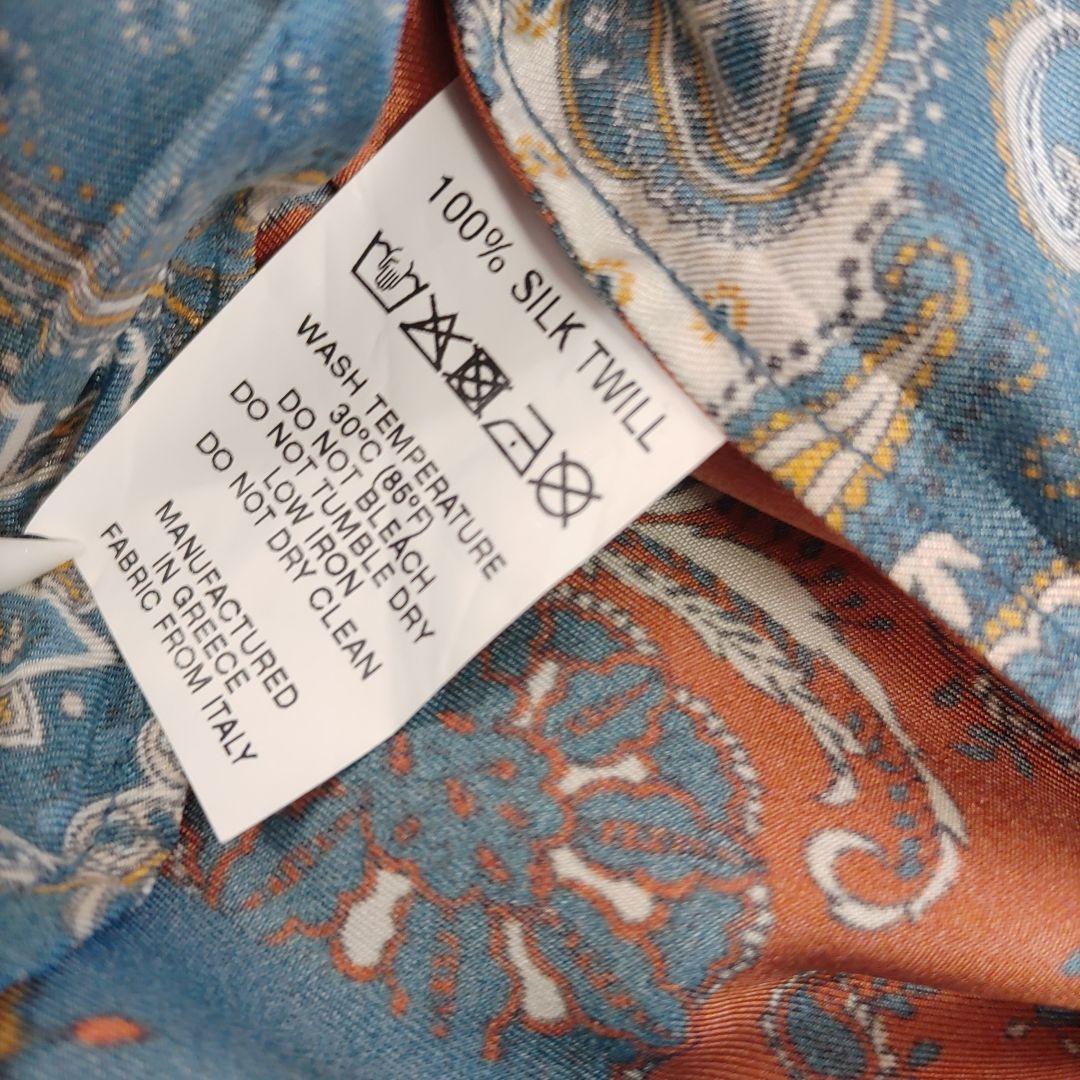 100% SILK TWILL
WASH TEMPERATURE
30°C (85°F)
DO NOT BLEACH
DO NOT TUMBLE DRY
LOW IRON
DO NOT DRY CLEAN
MANUFACTURED
IN GREECE
FABRIC FROM ITALY